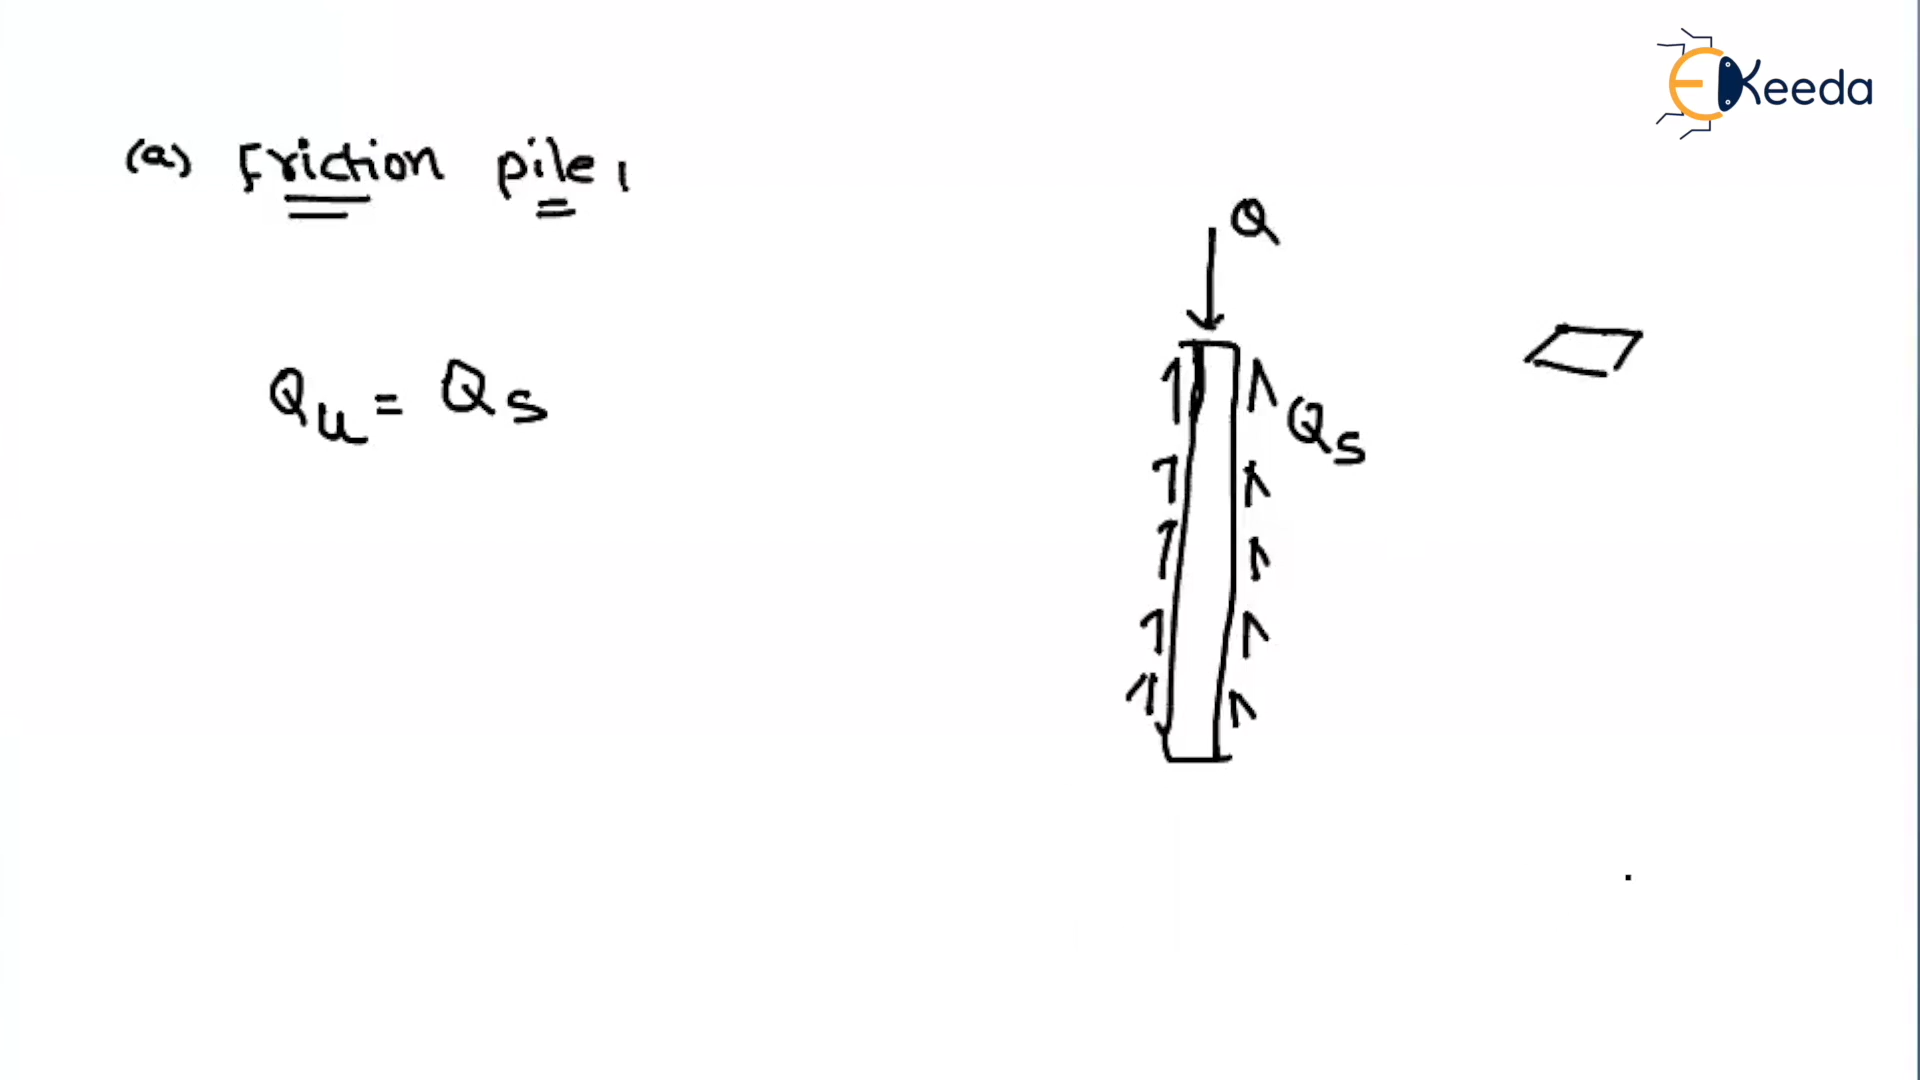 EKeeda
(a) Friction pile,
Q
Qu = Qs
Qs